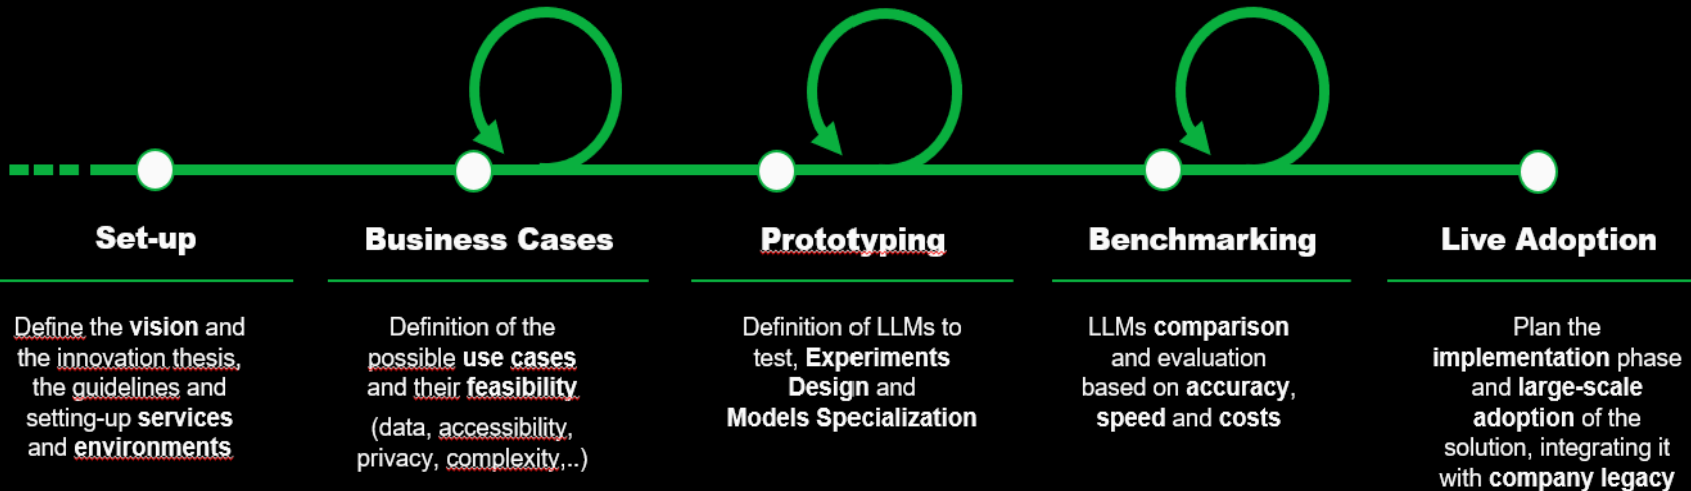 Set-up
Define the vision and
the innovation thesis,
the guidelines and
setting-up services
and environments
Business Cases
Definition of the
possible use cases
and their feasibility
(data, accessibility,
privacy, complexity,..)
Prototyping
Definition of LLMs to
test, Experiments
Design and
Models Specialization
Benchmarking
LLMs comparison
and evaluation
based on accuracy,
speed and costs
Live Adoption
Plan the
implementation phase
and large-scale
adoption of the
solution, integrating it
with company legacy